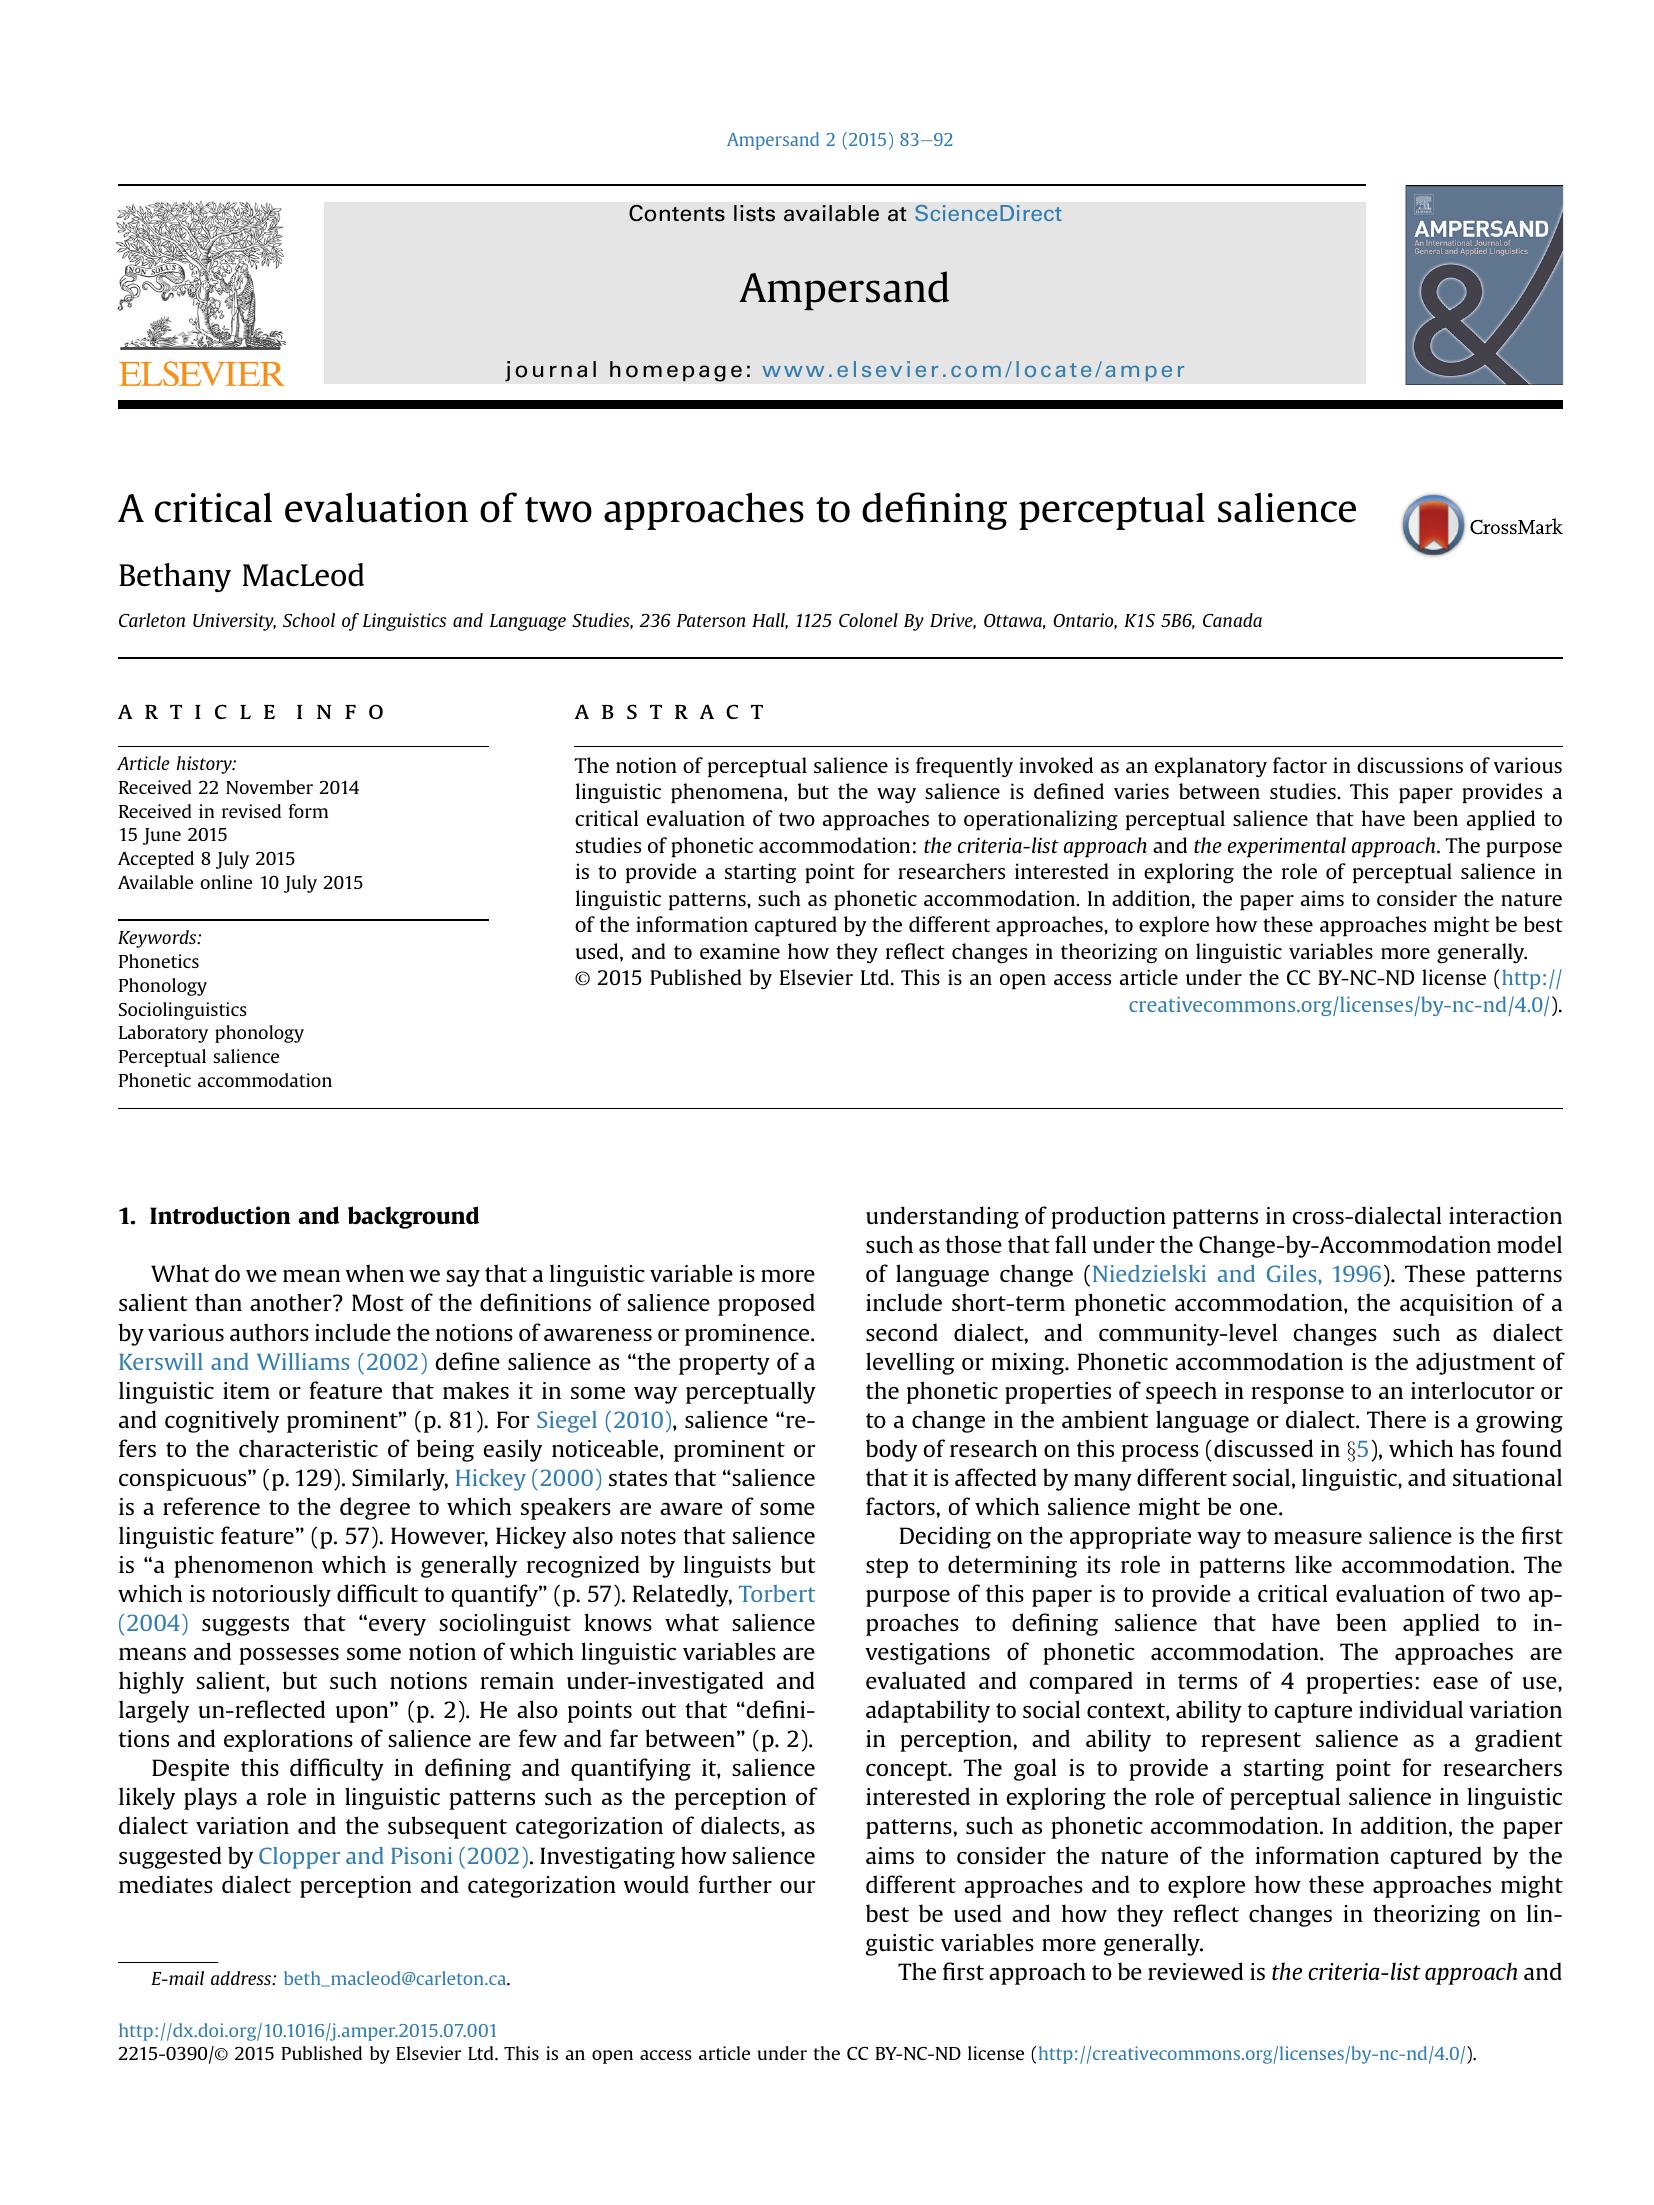 Ampersand 2 (2015) 83–92
NON SOLUS
ELSEVIER
Contents lists available at ScienceDirect
Ampersand
journal homepage: www.elsevier.com/locate/amper
AMPERSAND
An International Journal of
General and Applied Linguistics
&
A critical evaluation of two approaches to defining perceptual salience
CrossMark
Bethany MacLeod
Carleton University, School of Linguistics and Language Studies, 236 Paterson Hall, 1125 Colonel By Drive, Ottawa, Ontario, K1S 5B6, Canada
ARTICLE INFO
Article history:
Received 22 November 2014
Received in revised form
15 June 2015
Accepted 8 July 2015
Available online 10 July 2015
Keywords:
Phonetics
Phonology
Sociolinguistics
Laboratory phonology
Perceptual salience
Phonetic accommodation
ABSTRACT
The notion of perceptual salience is frequently invoked as an explanatory factor in discussions of various
linguistic phenomena, but the way salience is defined varies between studies. This paper provides a
critical evaluation of two approaches to operationalizing perceptual salience that have been applied to
studies of phonetic accommodation: the criteria-list approach and the experimental approach. The purpose
is to provide a starting point for researchers interested in exploring the role of perceptual salience in
linguistic patterns, such as phonetic accommodation. In addition, the paper aims to consider the nature
of the information captured by the different approaches, to explore how these approaches might be best
used, and to examine how they reflect changes in theorizing on linguistic variables more generally.
© 2015 Published by Elsevier Ltd. This is an open access article under the CC BY-NC-ND license (http://
creativecommons.org/licenses/by-nc-nd/4.0/).
1. Introduction and background
What do we mean when we say that a linguistic variable is more
salient than another? Most of the definitions of salience proposed
by various authors include the notions of awareness or prominence.
Kerswill and Williams (2002) define salience as “the property of a
linguistic item or feature that makes it in some way perceptually
and cognitively prominent” (p. 81). For Siegel (2010), salience “re-
fers to the characteristic of being easily noticeable, prominent or
conspicuous” (p. 129). Similarly, Hickey (2000) states that “salience
is a reference to the degree to which speakers are aware of some
linguistic feature” (p. 57). However, Hickey also notes that salience
is “a phenomenon which is generally recognized by linguists but
which is notoriously difficult to quantify” (p. 57). Relatedly, Torbert
(2004) suggests that “every sociolinguist knows what salience
means and possesses some notion of which linguistic variables are
highly salient, but such notions remain under-investigated and
largely un-reflected upon” (p. 2). He also points out that “defini-
tions and explorations of salience are few and far between” (p. 2).
Despite this difficulty in defining and quantifying it, salience
likely plays a role in linguistic patterns such as the perception of
dialect variation and the subsequent categorization of dialects, as
suggested by Clopper and Pisoni (2002). Investigating how salience
mediates dialect perception and categorization would further our
understanding of production patterns in cross-dialectal interaction
such as those that fall under the Change-by-Accommodation model
of language change (Niedzielski and Giles, 1996). These patterns
include short-term phonetic accommodation, the acquisition of a
second dialect, and community-level changes such as dialect
levelling or mixing. Phonetic accommodation is the adjustment of
the phonetic properties of speech in response to an interlocutor or
to a change in the ambient language or dialect. There is a growing
body of research on this process (discussed in §5), which has found
that it is affected by many different social, linguistic, and situational
factors, of which salience might be one.
Deciding on the appropriate way to measure salience is the first
step to determining its role in patterns like accommodation. The
purpose of this paper is to provide a critical evaluation of two ap-
proaches to defining salience that have been applied to in-
vestigations of phonetic accommodation. The approaches are
evaluated and compared in terms of 4 properties: ease of use,
adaptability to social context, ability to capture individual variation
in perception, and ability to represent salience as a gradient
concept. The goal is to provide a starting point for researchers
interested in exploring the role of perceptual salience in linguistic
patterns, such as phonetic accommodation. In addition, the paper
aims to consider the nature of the information captured by the
different approaches and to explore how these approaches might
best be used and how they reflect changes in theorizing on lin-
guistic variables more generally.
The first approach to be reviewed is the criteria-list approach and
E-mail address: beth_macleod@carleton.ca.
http://dx.doi.org/10.1016/j.amper.2015.07.001
2215-0390/© 2015 Published by Elsevier Ltd. This is an open access article under the CC BY-NC-ND license (http://creativecommons.org/licenses/by-nc-nd/4.0/).